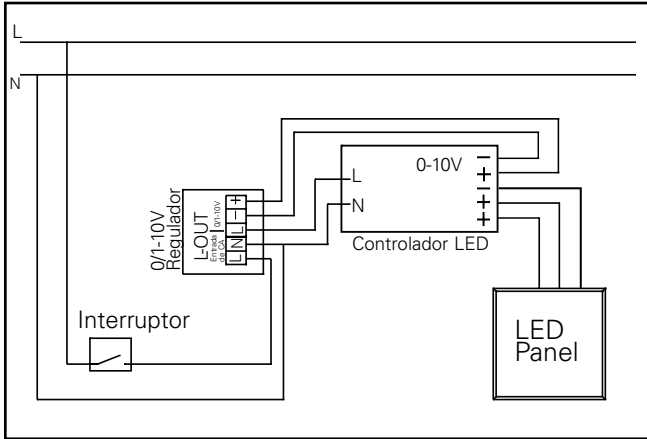 L
N
0/1-10V
Regulador
L-OUT
Entrada
de CA
0/1-10V
+
−
L
N
L
L
N
0-10V
−
+
−
+
+
Controlador LED
Interruptor
LED
Panel